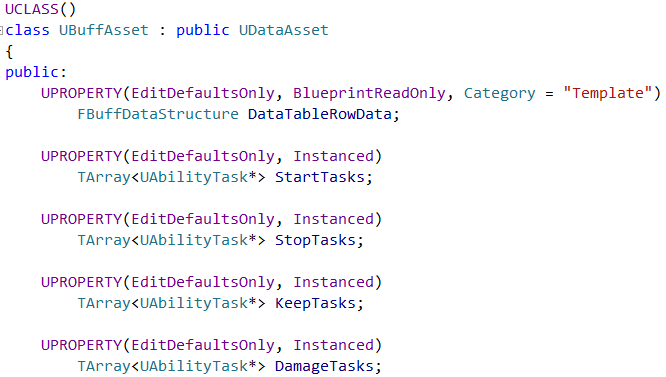 UCLASS()
class UBuffAsset : public UDataAsset
{
public:
UPROPERTY(EditDefaultsOnly, BlueprintReadOnly, Category = "Template")
FBuffDataStructure DataTableRowData;
UPROPERTY(EditDefaultsOnly, Instanced)
TArray<UAbilityTask*> StartTasks;
UPROPERTY(EditDefaultsOnly, Instanced)
TArray<UAbilityTask*> StopTasks;
UPROPERTY(EditDefaultsOnly, Instanced)
TArray<UAbilityTask*> KeepTasks;
UPROPERTY(EditDefaultsOnly, Instanced)
TArray<UAbilityTask*> DamageTasks;